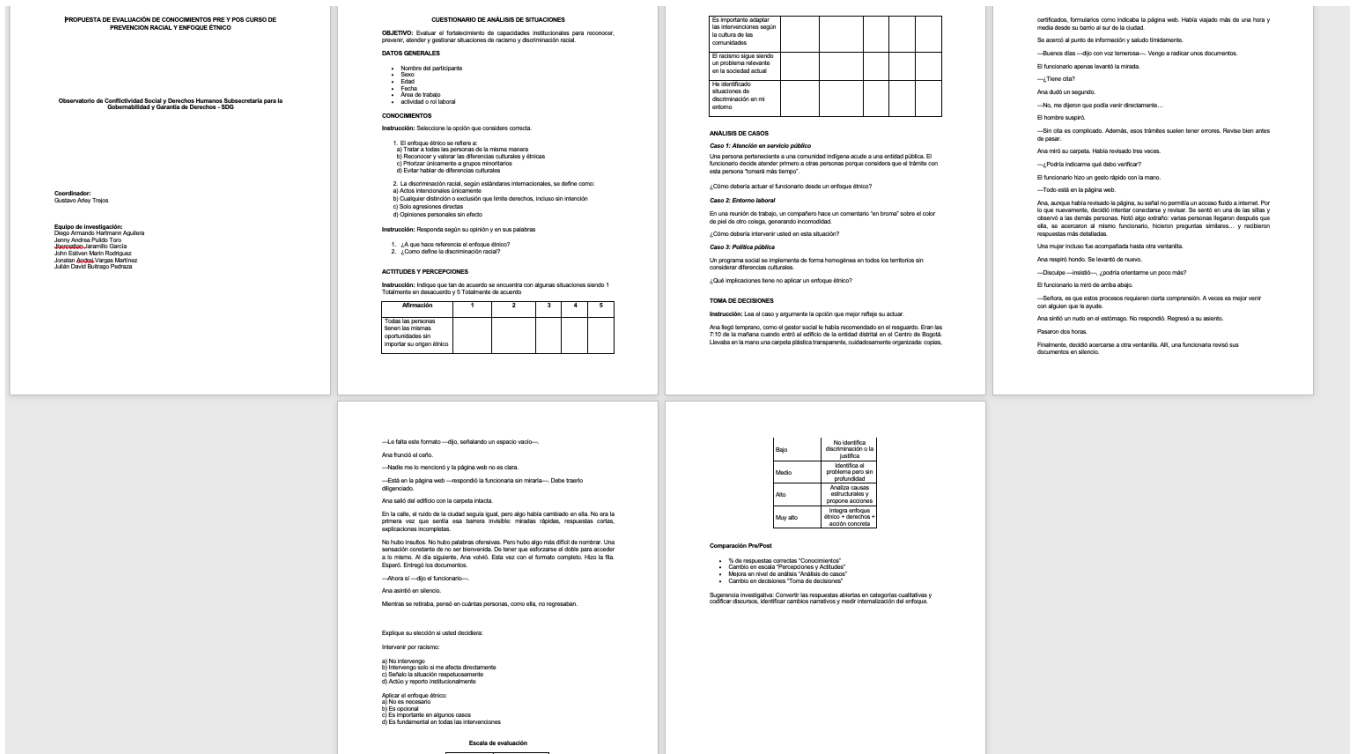 PROPUESTA DE EVALUACIÓN DE CONOCIMIENTOS PRE Y POS CURSO DE
PREVENCION RACIAL Y ENFOQUE ÉTNICO
Observatorio de Conflictividad Social y Derechos Humanos Subsecretaría para la
Gobernabilidad y Garantía de Derechos - SDG
Coordinador:
Gustavo Arley Trejos
Equipo de investigación:
Diego Armando Hartmann Aguilera
Jenny Andrea Pulido Toro
Jaramillo García
John Estiven Marin Rodriguez
Jonatan Vargas Martínez
Julián David Buitrago Pedraza
CUESTIONARIO DE ANÁLISIS DE SITUACIONES
OBJETIVO: Evaluar el fortalecimiento de capacidades institucionales para reconocer,
prevenir, atender y gestionar situaciones de racismo y discriminación racial.
DATOS GENERALES
• Nombre del participante
• Sexo
• Edad
• Fecha
• Área de trabajo
• actividad o rol laboral
CONOCIMIENTOS
Instrucción: Seleccione la opción que considere correcta.
1. El enfoque étnico se refiere a:
a) Tratar a todas las personas de la misma manera
b) Reconocer y valorar las diferencias culturales y étnicas
c) Priorizar únicamente a grupos minoritarios
d) Evitar hablar de diferencias culturales
2. La discriminación racial, según estándares internacionales, se define como:
a) Actos intencionales únicamente
b) Cualquier distinción o exclusión que limite derechos, incluso sin intención
c) Solo agresiones directas
d) Opiniones personales sin efecto
Instrucción: Responda según su opinión y en sus palabras
1. ¿A que hace referencia el enfoque étnico?
2. ¿Como define la discriminación racial?
ACTITUDES Y PERCEPCIONES
Instrucción: Indique que tan de acuerdo se encuentra con algunas situaciones siendo 1
Totalmente en desacuerdo y 5 Totalmente de acuerdo
Afirmación 1 2 3 4 5
Todas las personas
tienen las mismas
oportunidades sin
importar su origen étnico
Es importante adaptar
las intervenciones según
la cultura de las
comunidades
El racismo sigue siendo
un problema relevante
en la sociedad actual
He identificado
situaciones de
discriminación en mi
entorno
ANÁLISIS DE CASOS
Caso 1: Atención en servicio público
Una persona perteneciente a una comunidad indígena acude a una entidad pública. El
funcionario decide atender primero a otras personas porque considera que el trámite con
esta persona "tomará más tiempo".
¿Cómo debería actuar el funcionario desde un enfoque étnico?
Caso 2: Entorno laboral
En una reunión de trabajo, un compañero hace un comentario "en broma" sobre el color
de piel de otro colega, generando incomodidad.
¿Cómo debería intervenir usted en esta situación?
Caso 3: Política pública
Un programa social se implementa de forma homogénea en todos los territorios sin
considerar diferencias culturales.
¿Qué implicaciones tiene no aplicar un enfoque étnico?
TOMA DE DECISIONES
Instrucción: Lea el caso y argumente la opción que mejor refleje su actuar.
Ana llegó temprano, como el gestor social le había recomendado en el resguardo. Eran las
7:10 de la mañana cuando entró al edificio de la entidad distrital en el Centro de Bogotá.
Llevaba en la mano una carpeta plástica transparente, cuidadosamente organizada: copias,
certificados, formularios como indicaba la página web. Había viajado más de una hora y
media desde su barrio al sur de la ciudad.
Se acercó al punto de información y saludo tímidamente.
—Buenos días —dijo con voz temerosa—. Vengo a radicar unos documentos.
El funcionario apenas levantó la mirada.
—¿Tiene cita?
Ana dudó un segundo.
—No, me dijeron que podía venir directamente…
El hombre suspiró.
—Sin cita es complicado. Además, esos trámites suelen tener errores. Revise bien antes
de pasar.
Ana miró su carpeta. Había revisado tres veces.
—¿Podría indicarme qué debo verificar?
El funcionario hizo un gesto rápido con la mano.
—Todo está en la página web.
Ana, aunque había revisado la página, su señal no permitía un acceso fluido a internet. Por
lo que nuevamente, decidió intentar conectarse y revisar. Se sentó en una de las sillas y
observó a las demás personas. Notó algo extraño: varias personas llegaron después que
ella, se acercaron al mismo funcionario, hicieron preguntas similares… y recibieron
respuestas más detalladas.
Una mujer incluso fue acompañada hasta otra ventanilla.
Ana respiró hondo. Se levantó de nuevo.
—Disculpe —insistió—, ¿podría orientarme un poco más?
El funcionario la miró de arriba abajo.
—Señora, es que estos procesos requieren cierta comprensión. A veces es mejor venir
con alguien que le ayude.
Ana sintió un nudo en el estómago. No respondió. Regresó a su asiento.
Pasaron dos horas.
Finalmente, decidió acercarse a otra ventanilla. Allí, una funcionaria revisó sus
documentos en silencio.
—Le falta este formato —dijo, señalando un espacio vacío—.
Ana frunció el ceño.
—Nadie me lo mencionó y la página web no es clara.
—Está en la página web —respondió la funcionaria sin mirarla—. Debe traerlo
diligenciado.
Ana salió del edificio con la carpeta intacta.
En la calle, el ruido de la ciudad seguía igual, pero algo había cambiado en ella. No era la
primera vez que sentía esa barrera invisible: miradas rápidas, respuestas cortas,
explicaciones incompletas.
No hubo insultos. No hubo palabras ofensivas. Pero hubo algo más difícil de nombrar. Una
sensación constante de no ser bienvenida. De tener que esforzarse el doble para acceder
a lo mismo. Al día siguiente, Ana volvió. Esta vez con el formato completo. Hizo la fila.
Esperó. Entregó los documentos.
—Ahora sí —dijo el funcionario—.
Ana asintió en silencio.
Mientras se retiraba, pensó en cuántas personas, como ella, no regresaban.
Explique su elección si usted decidiera:
Intervenir por racismo:
a) No intervengo
b) Intervengo solo si me afecta directamente
c) Señalo la situación respetuosamente
d) Actúo y reporto institucionalmente
Aplicar el enfoque étnico:
a) No es necesario
b) Es opcional
c) Es importante en algunos casos
d) Es fundamental en todas las intervenciones
Escala de evaluación
Bajo No identifica
discriminación o la
justifica
Medio Identifica el
problema pero sin
profundidad
Alto Analiza causas
estructurales y
propone acciones
Muy alto Integra enfoque
étnico + derechos +
acción concreta
Comparación Pre/Post
• % de respuestas correctas "Conocimientos"
• Cambio en escala "Percepciones y Actitudes"
• Mejora en nivel de análisis "Análisis de casos"
• Cambio en decisiones "Toma de decisiones"
Sugerencia investigativa: Convertir las respuestas abiertas en categorías cualitativas y
codificar discursos, identificar cambios narrativos y medir internalización del enfoque.